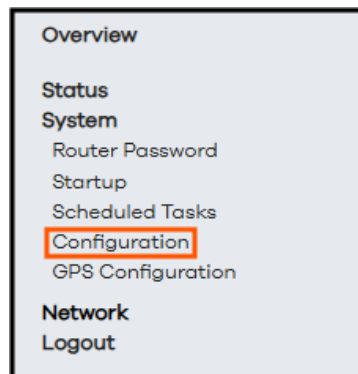 Overview
Status
System
Router Password
Startup
Scheduled Tasks
Configuration
GPS Configuration
Network
Logout